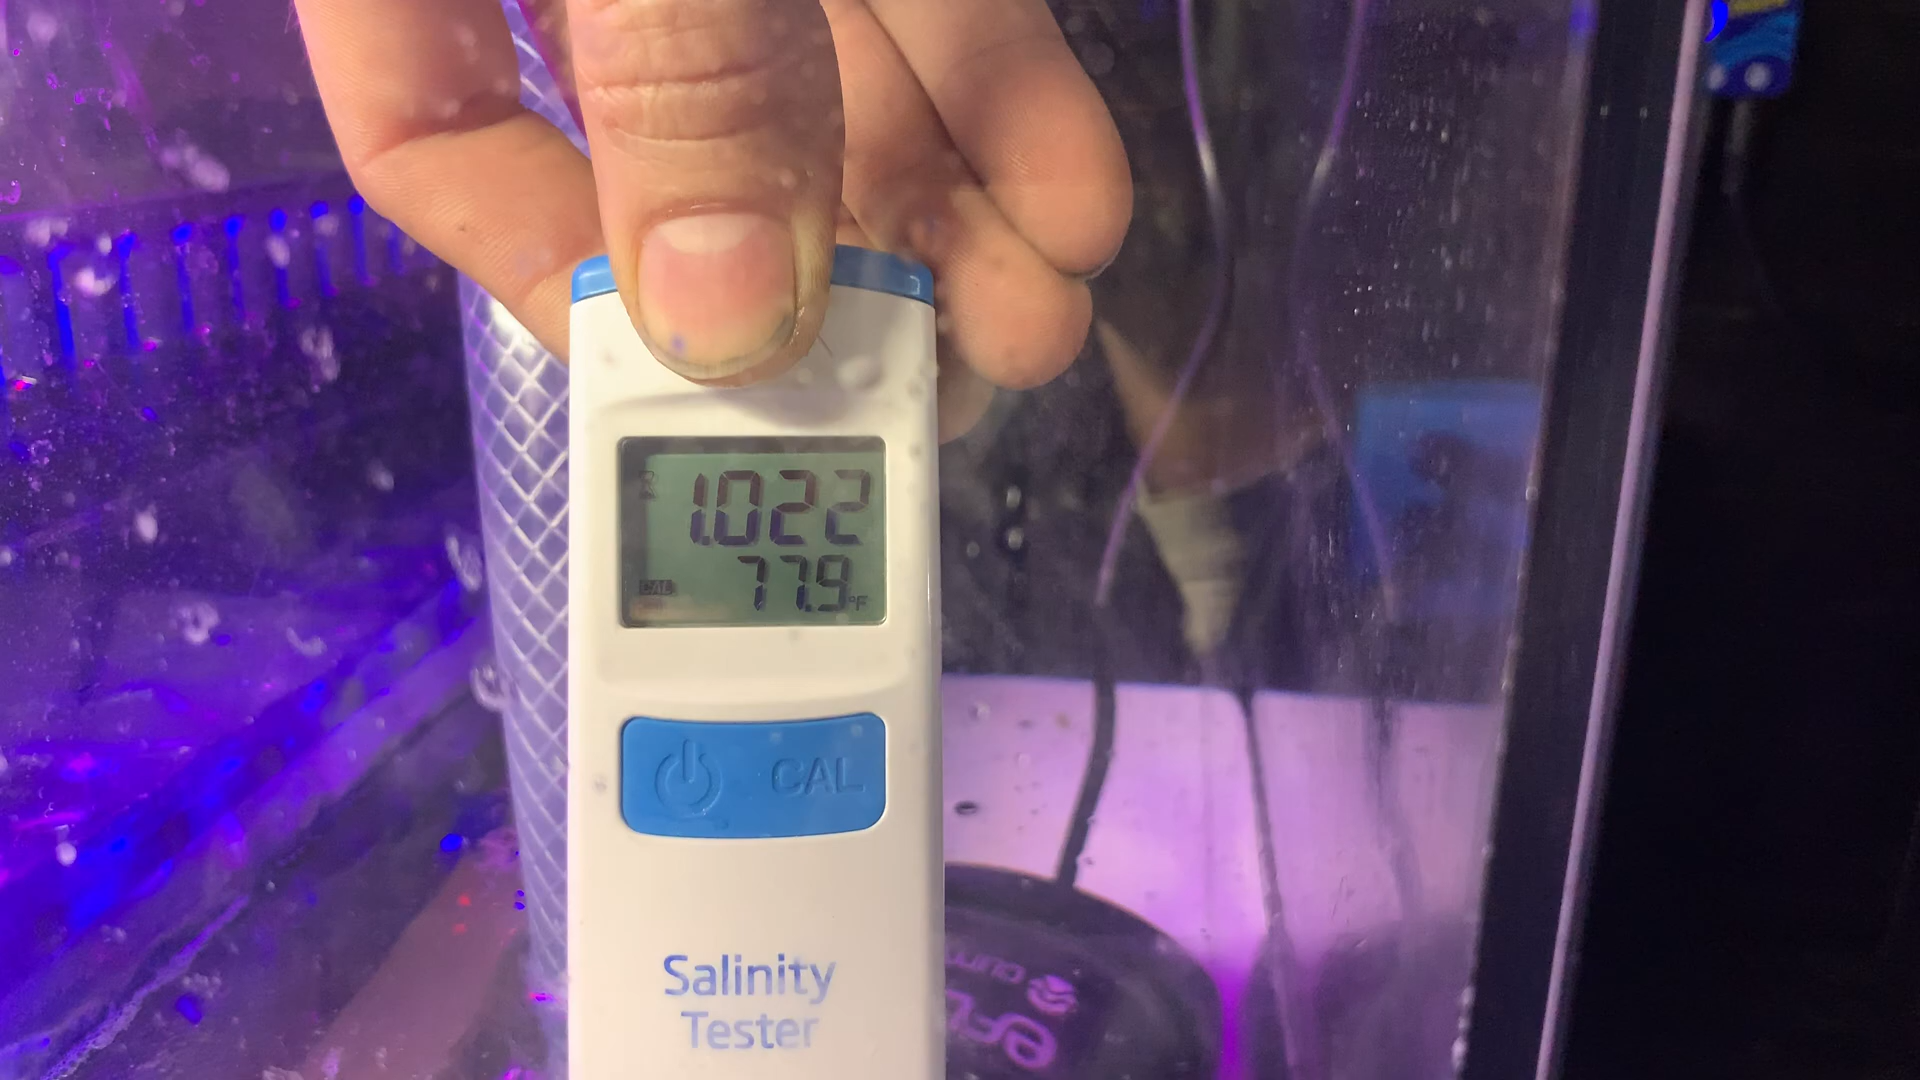 1.022
CAL 77.9 °F
CAL
Salinity
Tester